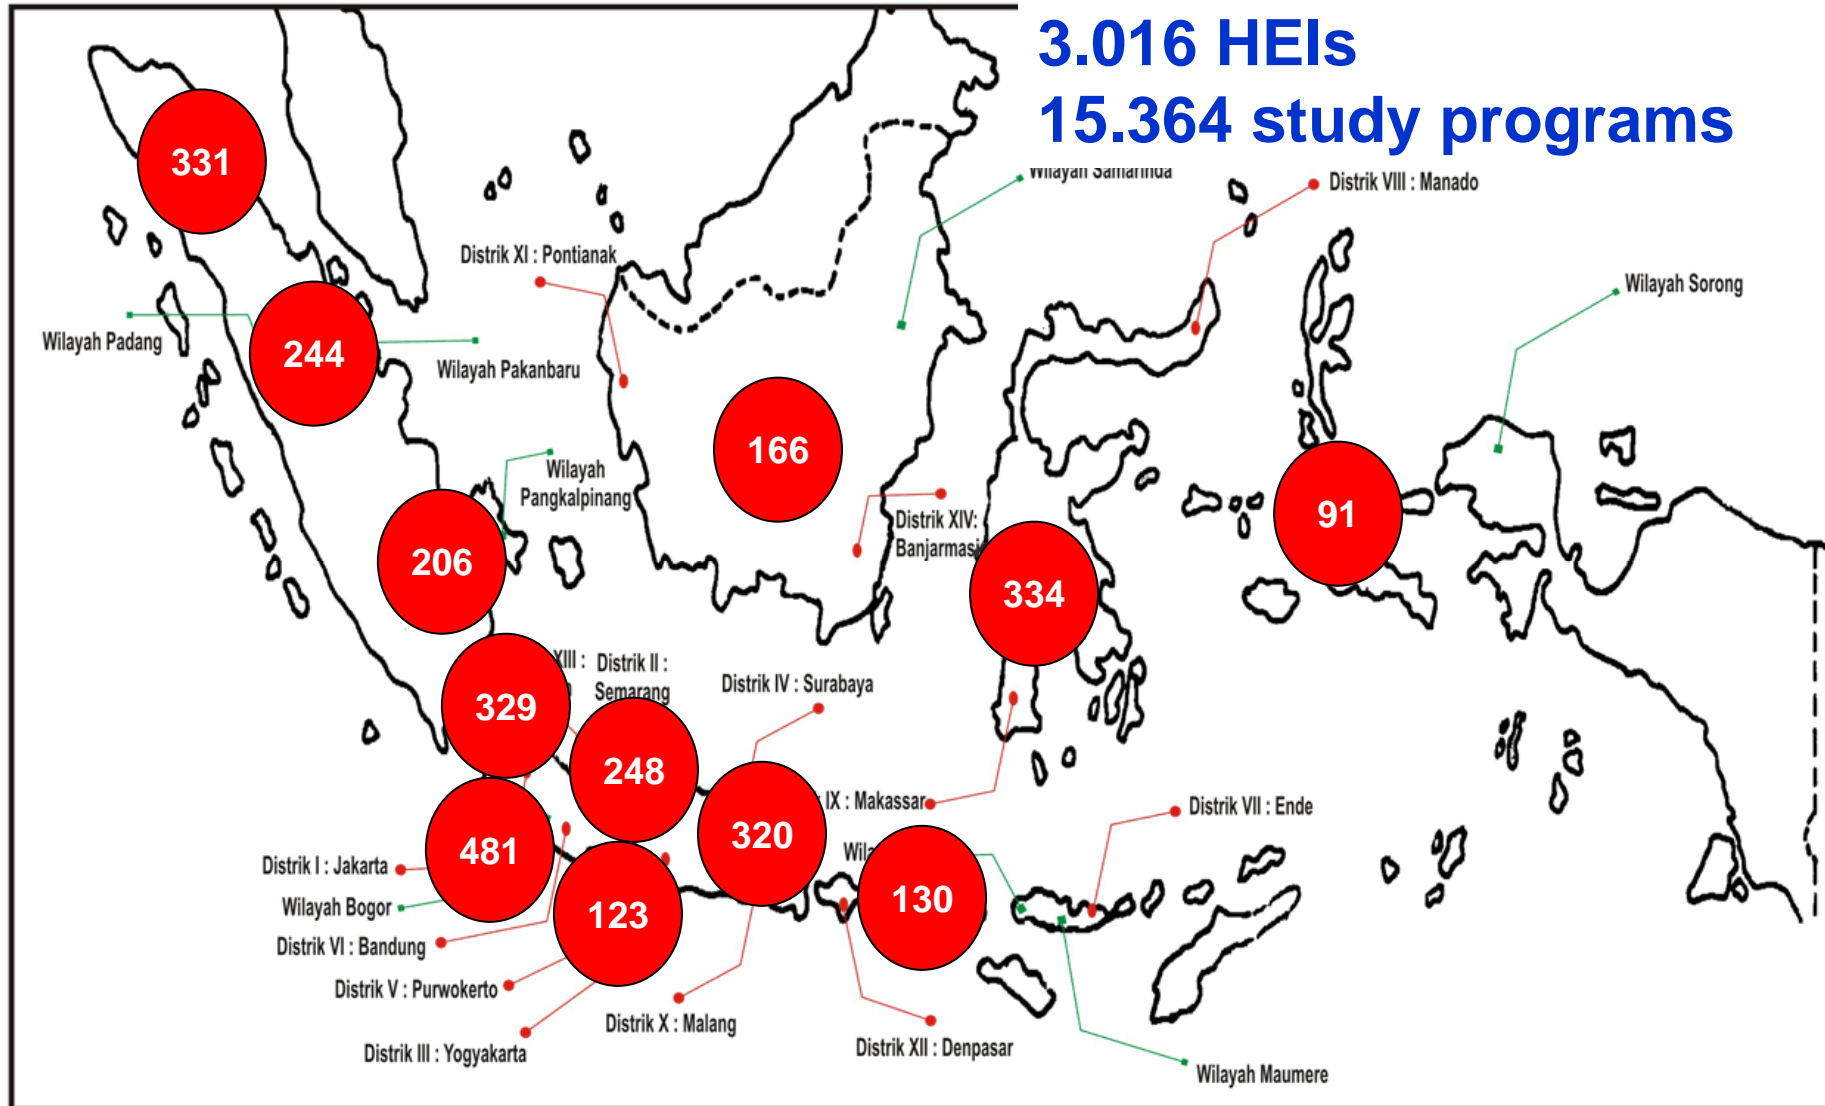 3.016 HEIs
15.364 study programs
331
Wilayah Samarinda
Distrik VIII : Manado
Distrik XI : Pontianak
Wilayah Sorong
Wilayah Padang
244
Wilayah Pakanbaru
166
Wilayah
Pangkalpinang
91
Distrik XIV:
206
334
XIII :
Distrik II :
Semarang
Distrik IV : Surabaya
329
248
IX : Makassar
Distrik VII : Ende
320
481
Distrik I : Jakarta
130
Wilayah Bogor
123
Distrik VI : Bandung
Distrik V : Purwokerto
Distrik X : Malang
Distrik III : Yogyakarta
Distrik XII : Denpasar
Wilayah Maumere